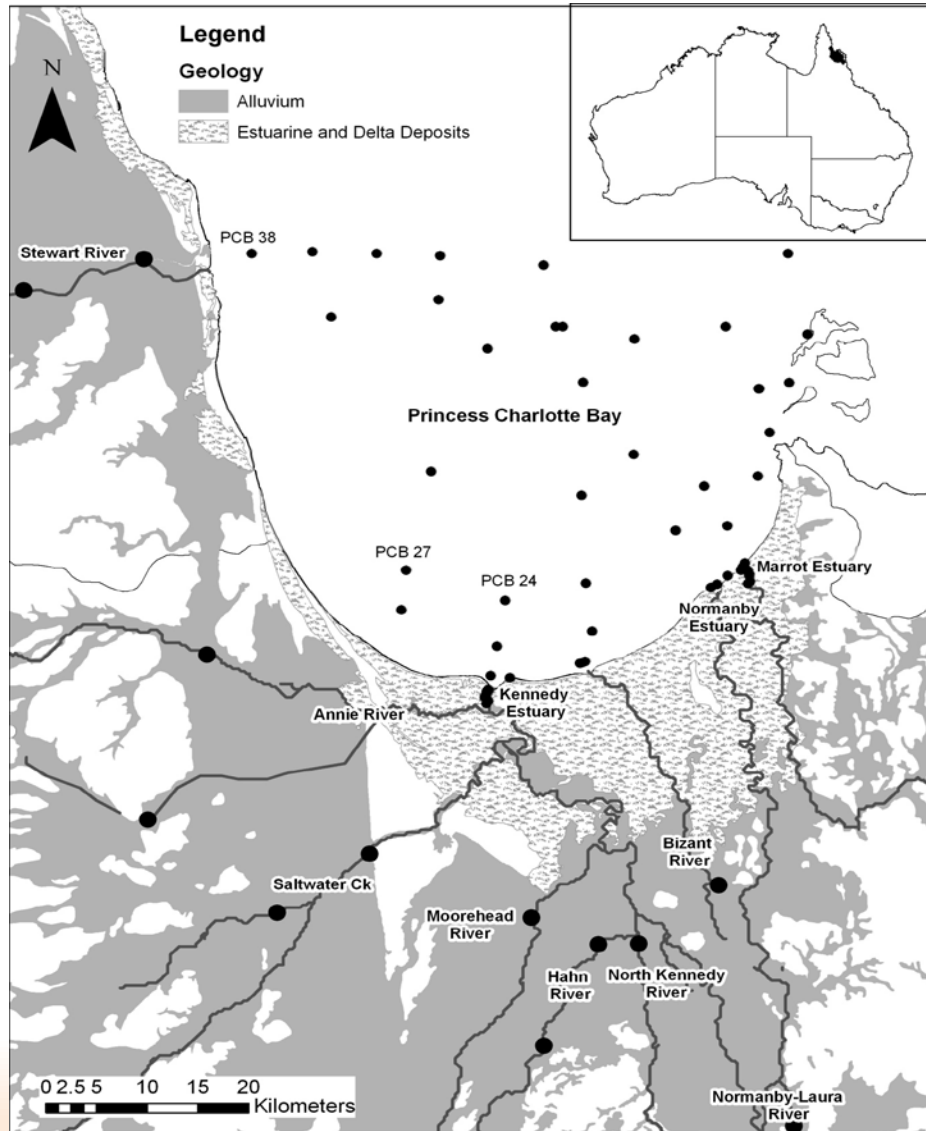 Legend
Geology
Alluvium
Estuarine and Delta Deposits
N
PCB 38
Stewart River
Princess Charlotte Bay
PCB 27
PCB 24
Marrot Estuary
Normanby
Estuary
Kennedy
Estuary
Annie River
Bizant
River
Saltwater Ck
Moorehead
River
Hahn
River
North Kennedy
River
0 2.5 5 10 15 20
Kilometers
Normanby-Laura
River